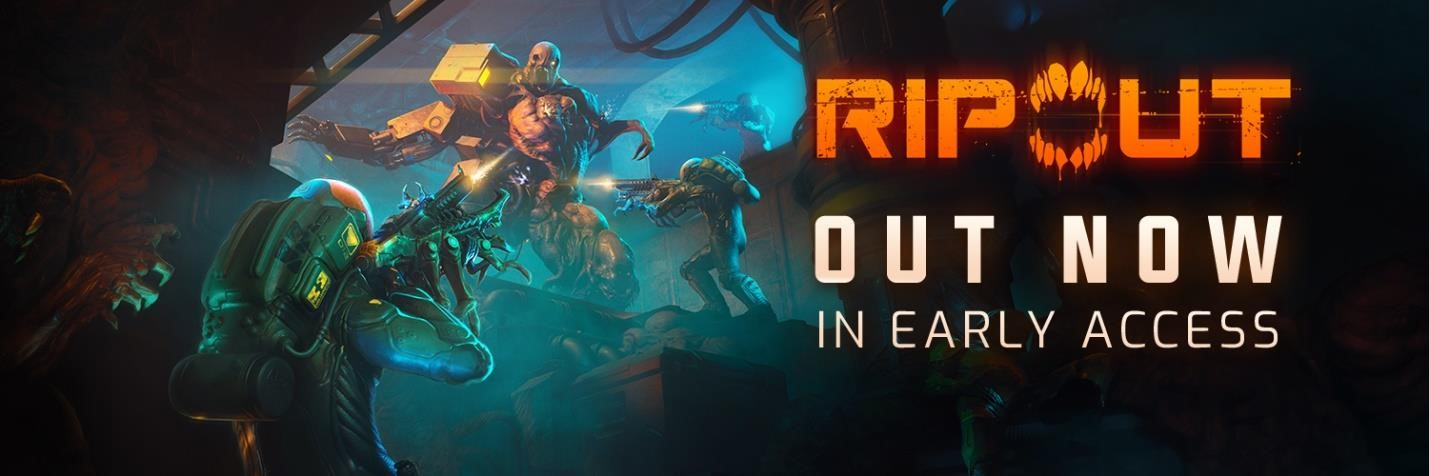 RIPOUT
OUT NOW
IN EARLY ACCESS